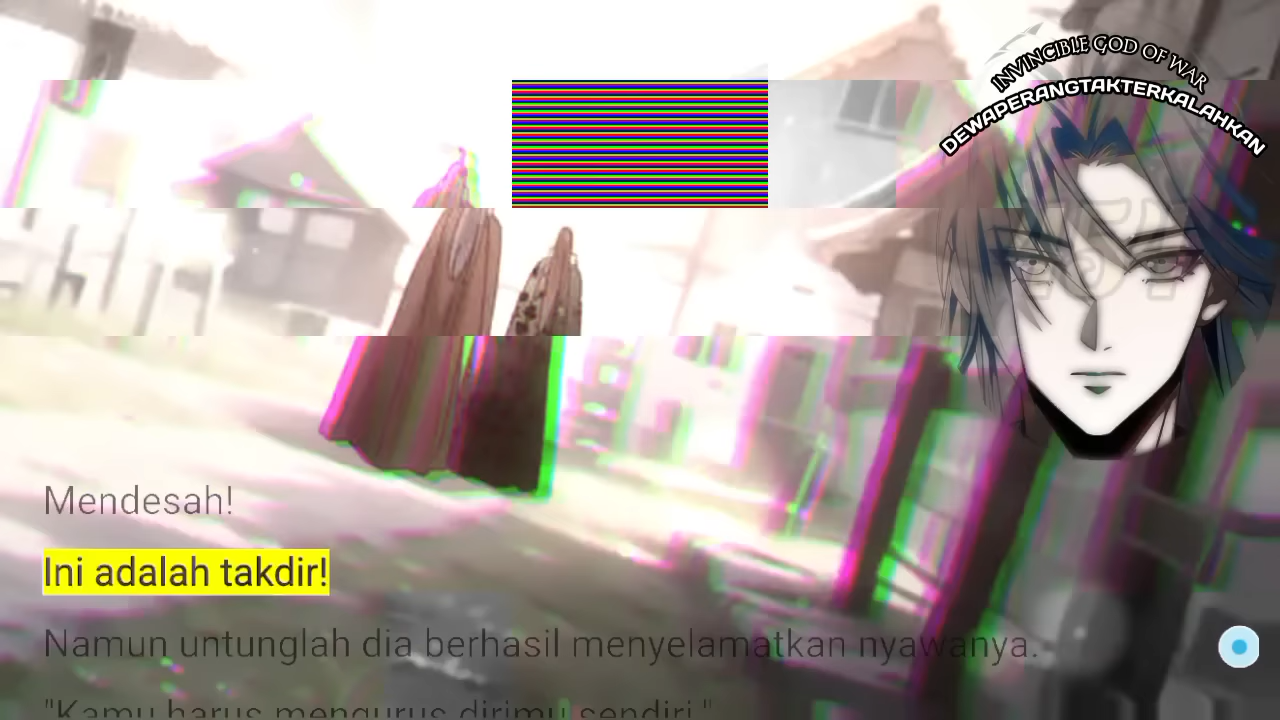 INVINCIBLE GOD OF WAR
DEWAPERANGTAKTERKALAHKAN
Mendesah!
Ini adalah takdir!
Namun untunglah dia berhasil menyelamatkan nyawanya.
"Kamu harus mengurus dirimu sendiri."